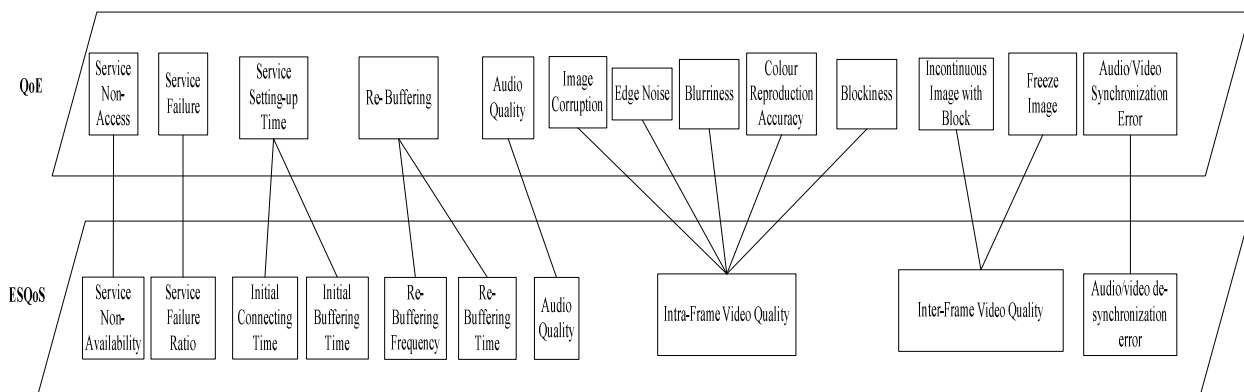 QoE
Service
Non-
Access
Service
Failure
Service
Setting-up
Time
Re-Buffering
Audio
Quality
Image
Corruption
Edge Noise
Blurriness
Colour
Reproduction
Accuracy
Blockiness
Incontinuous
Image with
Block
Freeze
Image
Audio/Video
Synchronization
Error
ESQoS
Service
Non-
Availability
Service
Failure
Ratio
Initial
Connecting
Time
Initial
Buffering
Time
Re-
Buffering
Frequency
Re-
Buffering
Time
Audio
Quality
Intra-Frame Video Quality
Inter-Frame Video Quality
Audio/video de-
synchronization
error